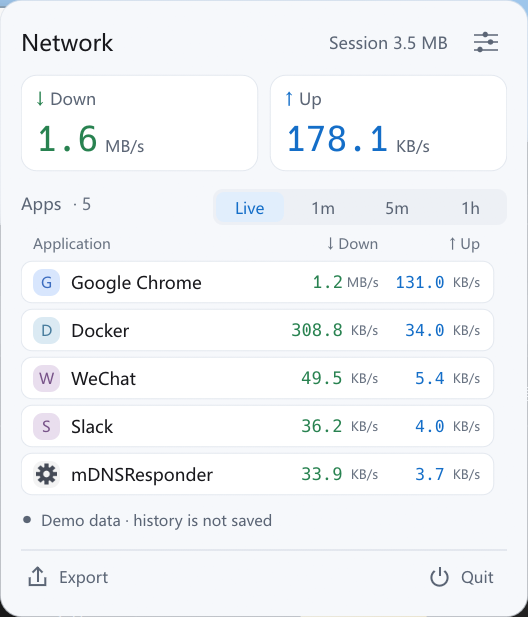 Network Session 3.5 MB
↓ Down
1.6 MB/s
↑ Up
178.1 KB/s
Apps · 5 Live 1m 5m 1h
Application ↓ Down ↑ Up
G Google Chrome 1.2 MB/s 131.0 KB/s
D Docker 308.8 KB/s 34.0 KB/s
W WeChat 49.5 KB/s 5.4 KB/s
S Slack 36.2 KB/s 4.0 KB/s
mDNSResponder 33.9 KB/s 3.7 KB/s
● Demo data · history is not saved
Export Quit